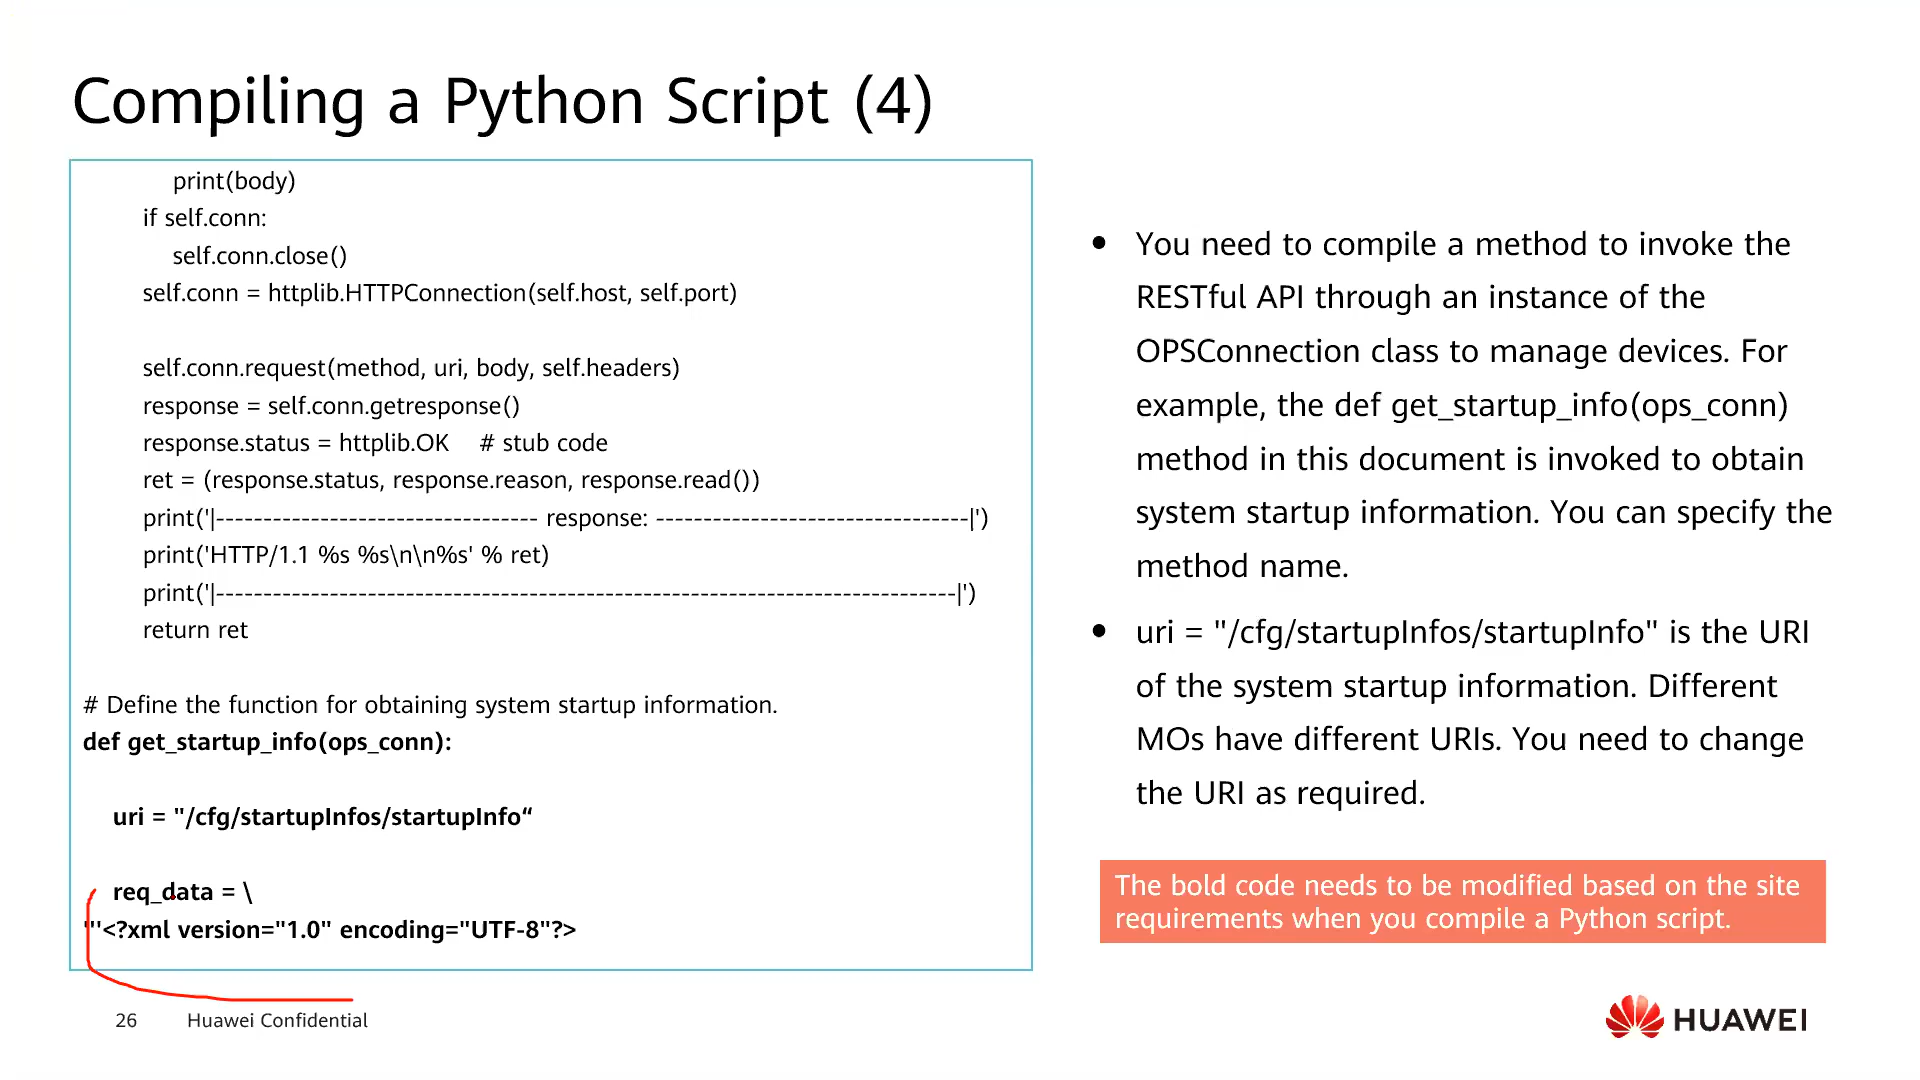 Compiling a Python Script (4)
print(body)
if self.conn:
self.conn.close()
self.conn = httplib.HTTPConnection(self.host, self.port)
self.conn.request(method, uri, body, self.headers)
response = self.conn.getresponse()
response.status = httplib.OK # stub code
ret = (response.status, response.reason, response.read())
print('|---------------------------------- response: ---------------------------------|')
print('HTTP/1.1 %s %s\n\n%s' % ret)
print('|------------------------------------------------------------------------------|')
return ret
# Define the function for obtaining system startup information.
def get_startup_info(ops_conn):
uri = "/cfg/startupInfos/startupInfo“
req_data = \
'''<?xml version="1.0" encoding="UTF-8"?>
• You need to compile a method to invoke the
RESTful API through an instance of the
OPSConnection class to manage devices. For
example, the def get_startup_info(ops_conn)
method in this document is invoked to obtain
system startup information. You can specify the
method name.
• uri = "/cfg/startupInfos/startupInfo" is the URI
of the system startup information. Different
MOs have different URIs. You need to change
the URI as required.
The bold code needs to be modified based on the site
requirements when you compile a Python script.
26 Huawei Confidential
HUAWEI